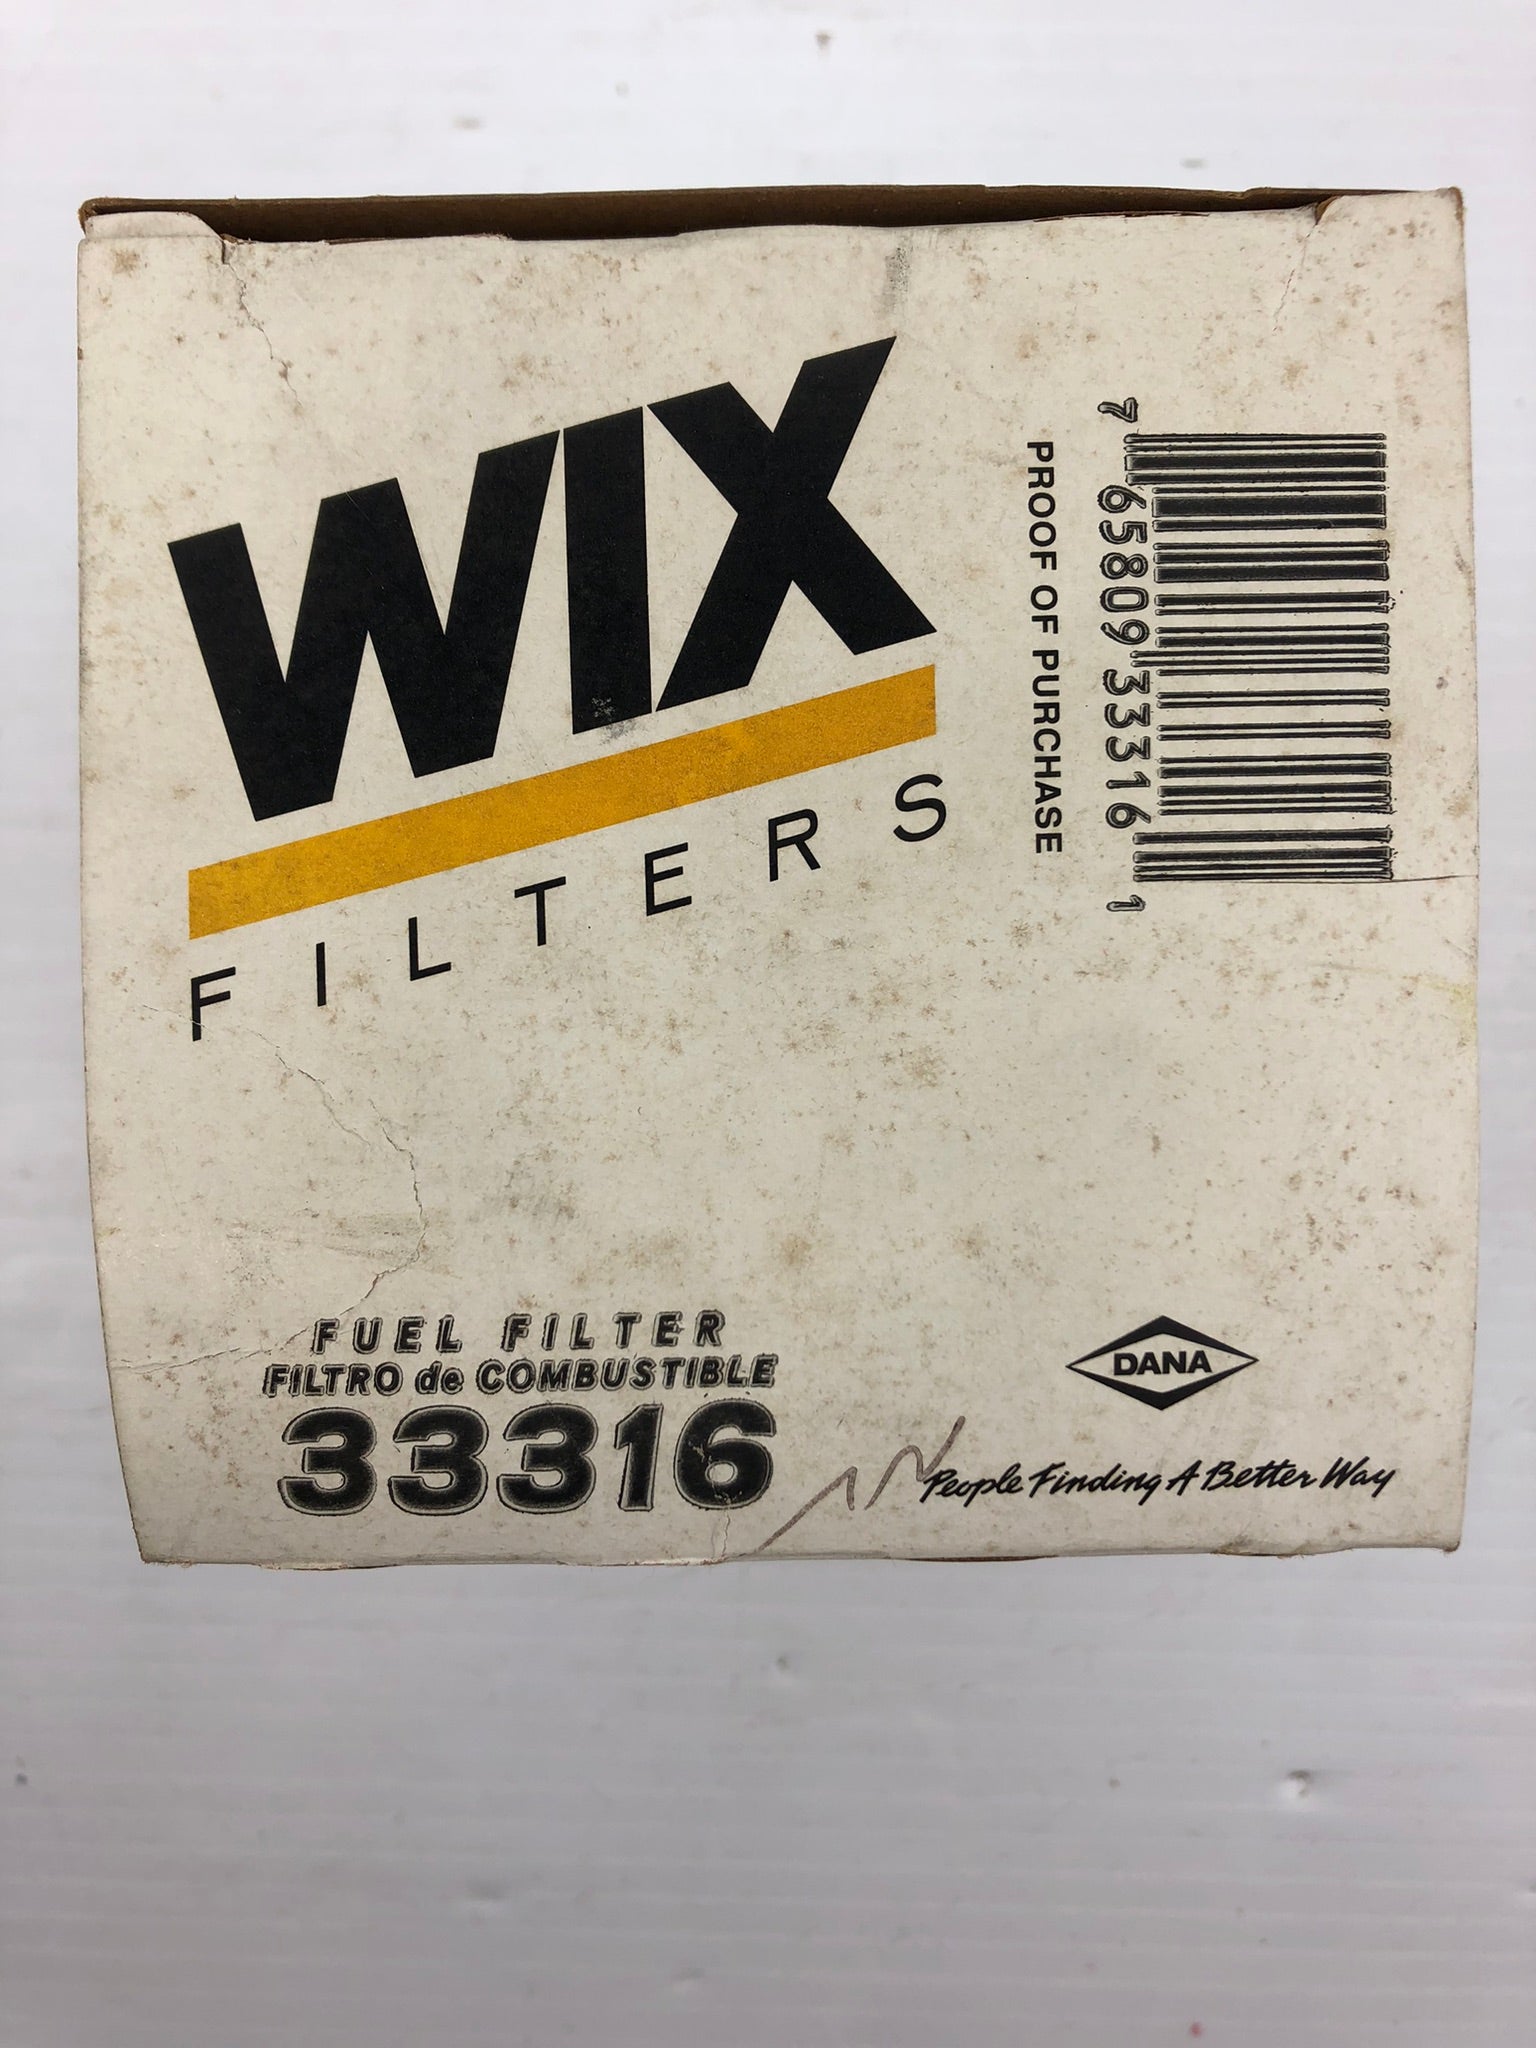 WIX
FILTERS
7 65809 33316 1
PROOF OF PURCHASE
FUEL FILTER
FILTRO de COMBUSTIBLE
33316
DANA
People Finding A Better Way